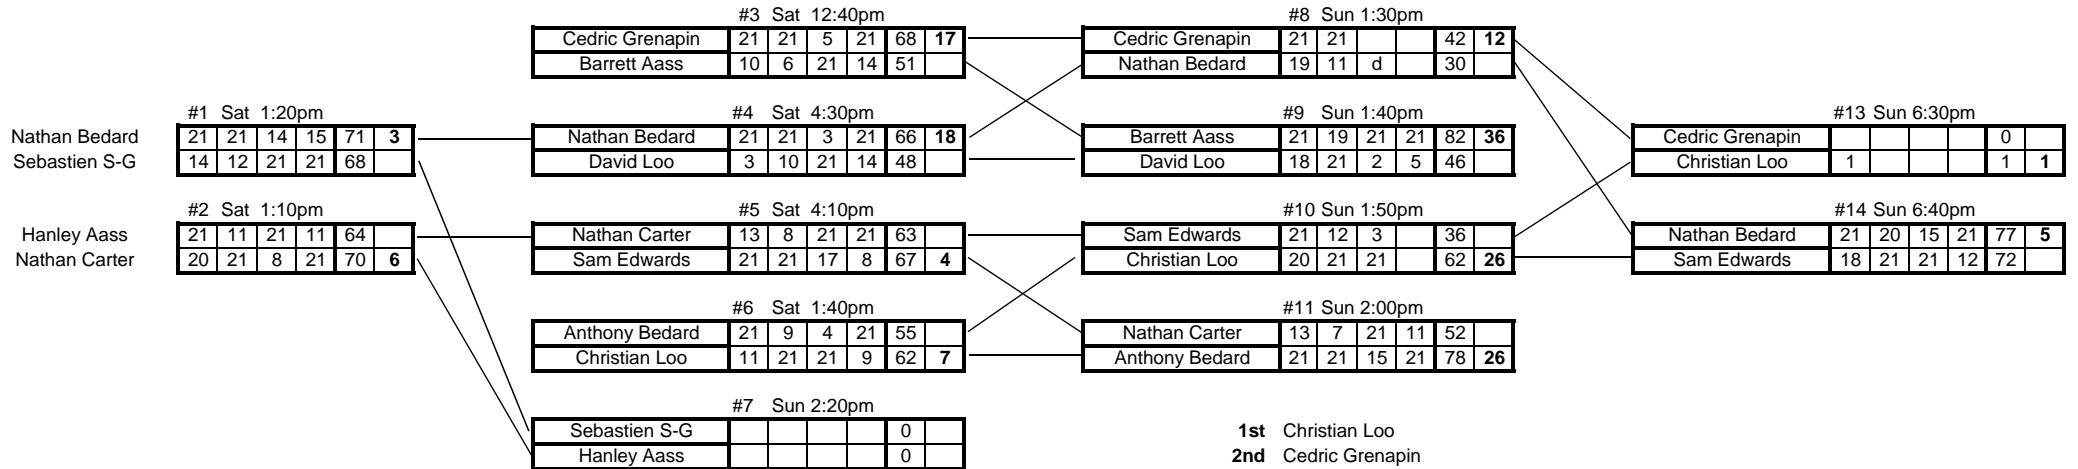 #3 Sat 12:40pm
Cedric Grenapin 21 21 5 21 68 17
Barrett Aass 10 6 21 14 51
#8 Sun 1:30pm
Cedric Grenapin 21 21 42 12
Nathan Bedard 19 11 d 30
#1 Sat 1:20pm
Nathan Bedard 21 21 14 15 71 3
Sebastien S-G 14 12 21 21 68
#4 Sat 4:30pm
Nathan Bedard 21 21 3 21 66 18
David Loo 3 10 21 14 48
#9 Sun 1:40pm
Barrett Aass 21 19 21 21 82 36
David Loo 18 21 2 5 46
#13 Sun 6:30pm
Cedric Grenapin 0
Christian Loo 1 1 1
#2 Sat 1:10pm
Hanley Aass 21 11 21 11 64
Nathan Carter 20 21 8 21 70 6
#5 Sat 4:10pm
Nathan Carter 13 8 21 21 63
Sam Edwards 21 21 17 8 67 4
#10 Sun 1:50pm
Sam Edwards 21 12 3 36
Christian Loo 20 21 21 62 26
#14 Sun 6:40pm
Nathan Bedard 21 20 15 21 77 5
Sam Edwards 18 21 21 12 72
#6 Sat 1:40pm
Anthony Bedard 21 9 4 21 55
Christian Loo 11 21 21 9 62 7
#11 Sun 2:00pm
Nathan Carter 13 7 21 11 52
Anthony Bedard 21 21 15 21 78 26
#7 Sun 2:20pm
Sebastien S-G 0
Hanley Aass 0
1st Christian Loo
2nd Cedric Grenapin